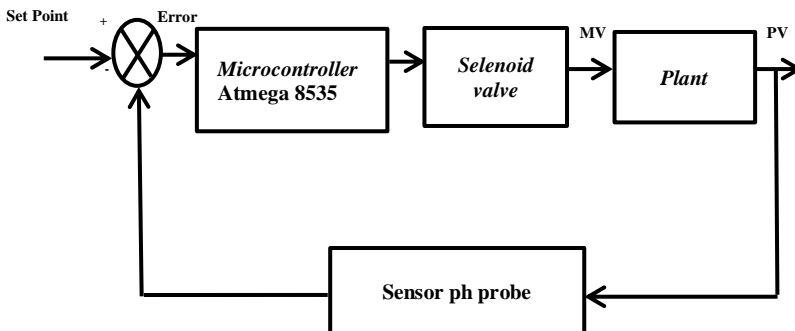 Set Point
+
-
Error
Microcontroller
Atmega 8535
Selenoid
valve
MV
Plant
PV
Sensor ph probe